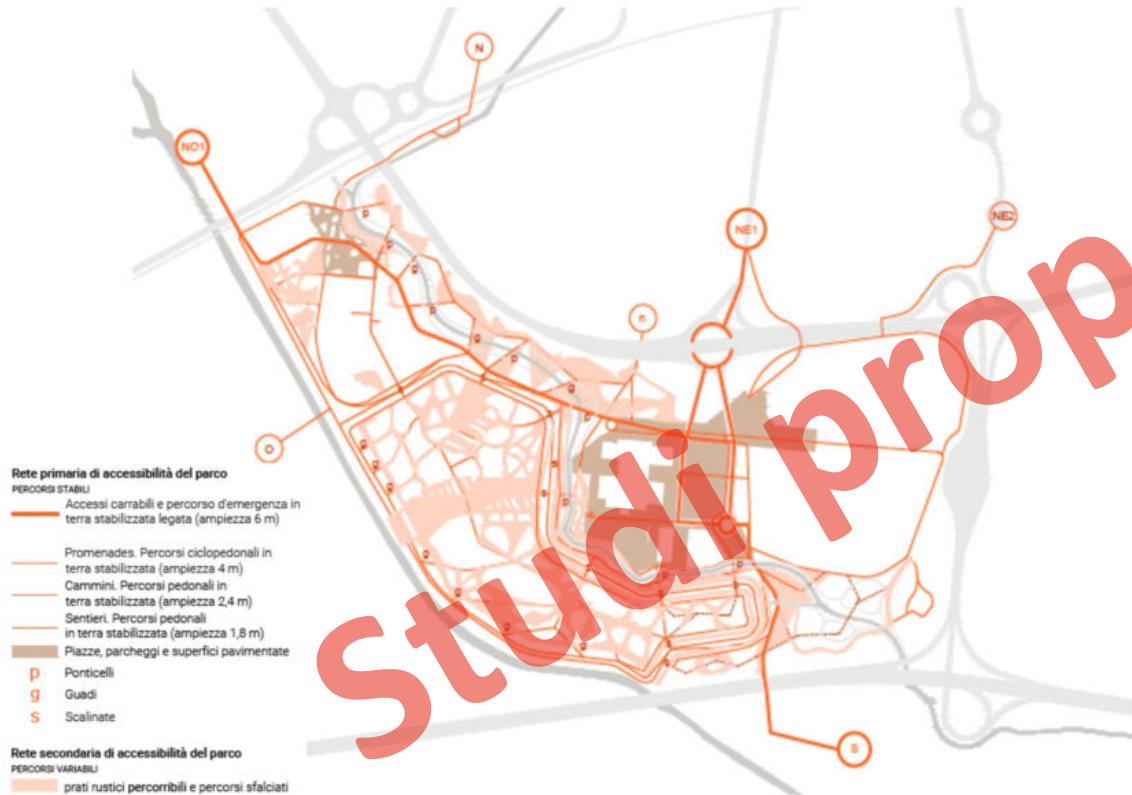 N
NO1
NE2
NE1
p
p
g
p
n
g
p
g
p
s
s
O
g
g
g
s
s
p
g
g
g
g
p
p
s
s
S
Rete primaria di accessibilità del parco
PERCORSI STABILI
Accessi carrabili e percorso d'emergenza in
terra stabilizzata legata (ampiezza 6 m)
Promenades. Percorsi ciclopedonali in
terra stabilizzata (ampiezza 4 m)
Cammini. Percorsi pedonali in
terra stabilizzata (ampiezza 2,4 m)
Sentieri. Percorsi pedonali
in terra stabilizzata (ampiezza 1,8 m)
Piazze, parcheggi e superfici pavimentate
p Ponticelli
g Guadi
s Scalinate
Rete secondaria di accessibilità del parco
PERCORSI VARIABILI
prati rustici percorribili e percorsi sfalciati
Studi prop